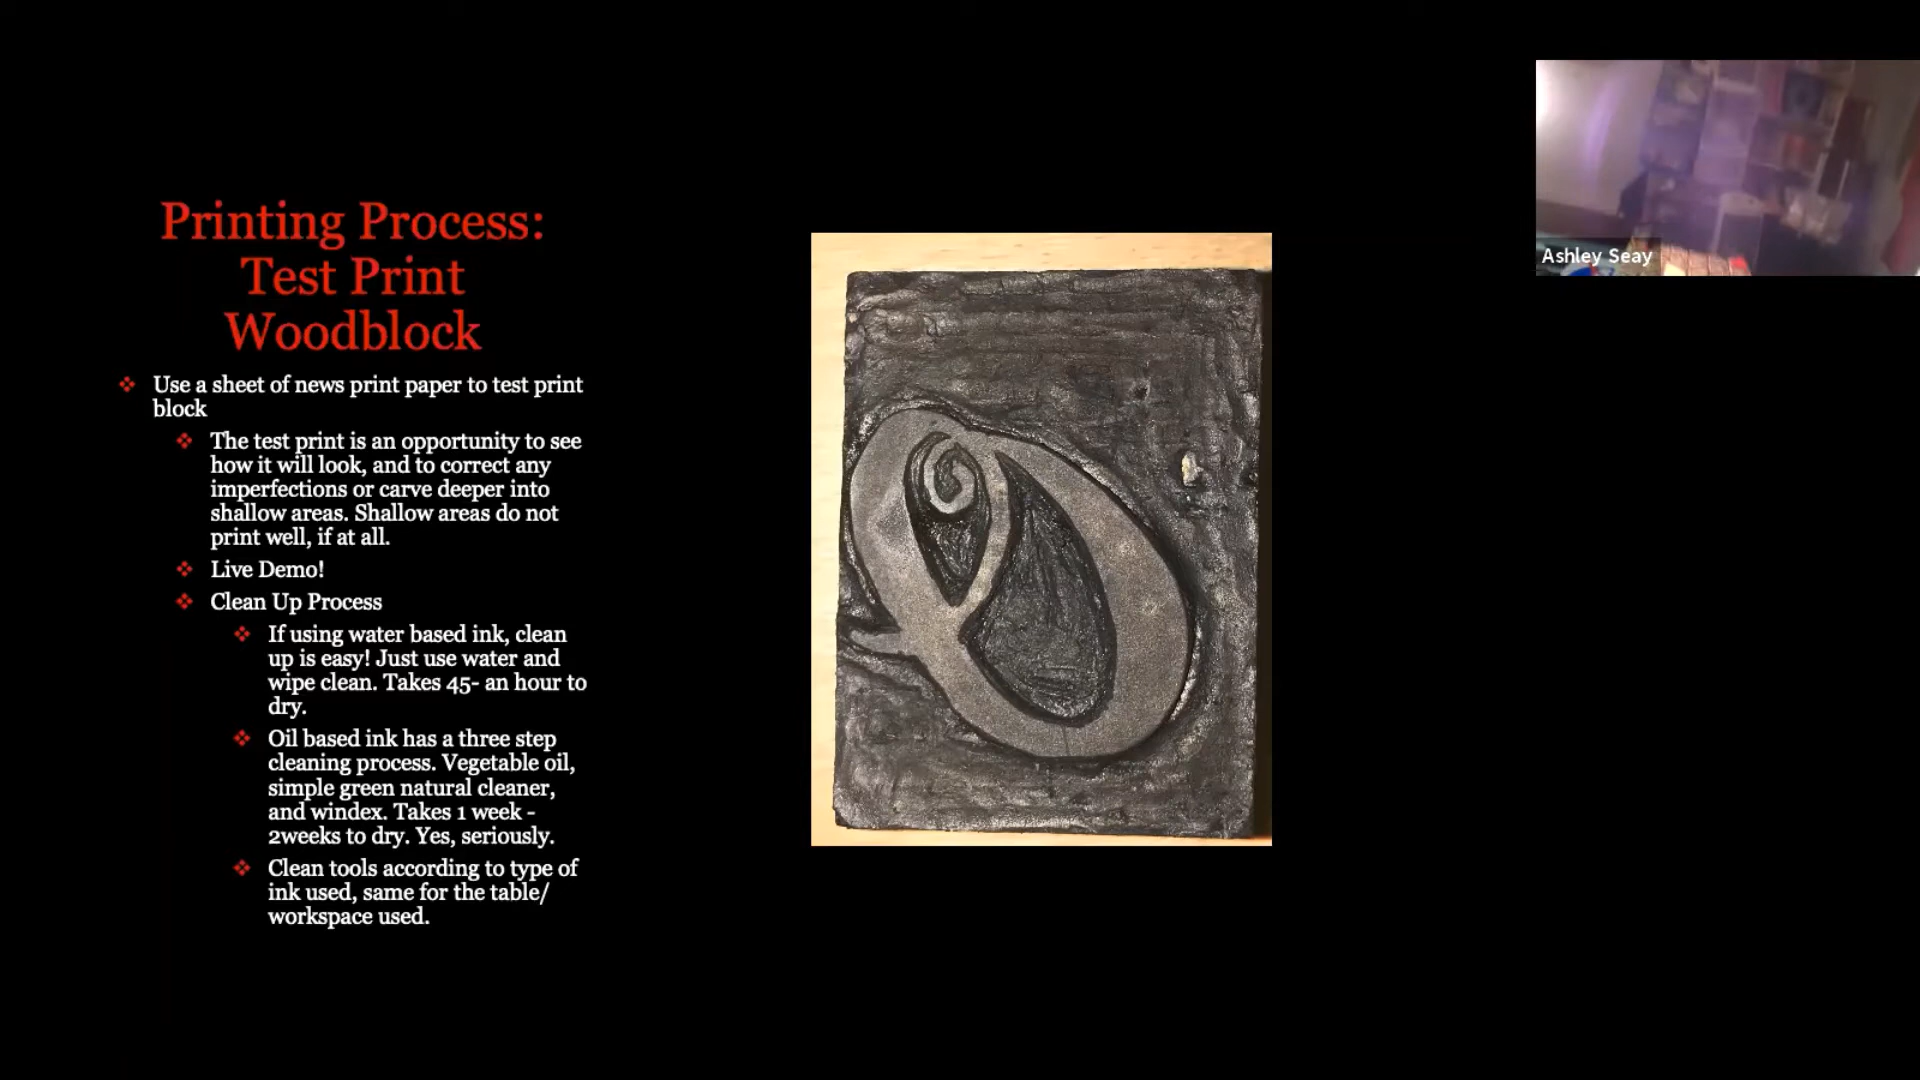 Printing Process:
Test Print
Woodblock
Use a sheet of news print paper to test print
block
The test print is an opportunity to see
how it will look, and to correct any
imperfections or carve deeper into
shallow areas. Shallow areas do not
print well, if at all.
Live Demo!
Clean Up Process
If using water based ink, clean
up is easy! Just use water and
wipe clean. Takes 45- an hour to
dry.
Oil based ink has a three step
cleaning process. Vegetable oil,
simple green natural cleaner,
and windex. Takes 1 week -
2weeks to dry. Yes, seriously.
Clean tools according to type of
ink used, same for the table/
workspace used.
Ashley Seay